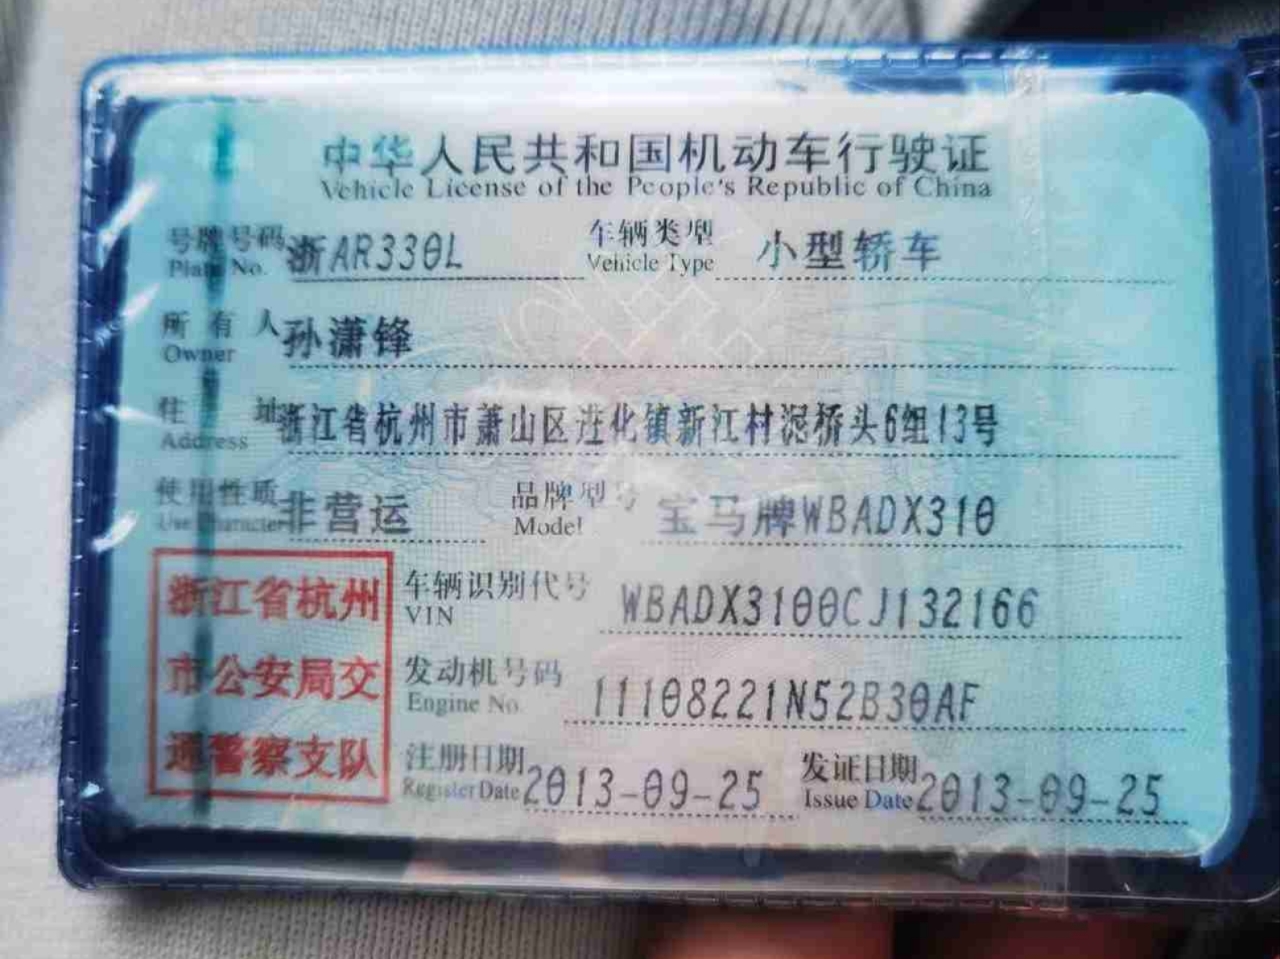 中华人民共和国机动车行驶证
Vehicle License of the People's Republic of China
号牌号码 浙AR330L 车辆类型 小型轿车
Plate No. Vehicle Type
所有人 孙潇锋
Owner
住址 浙江省杭州市萧山区进化镇新江村泥桥头6组13号
Address
使用性质 非营运 品牌型号 宝马牌WBADX310
Use Character Model
浙江省杭州
市公安局交
通警察支队
车辆识别代号 WBADX3100CJ132166
VIN
发动机号码 11108221N52B30AF
Engine No.
注册日期 2013-09-25 发证日期 2013-09-25
Register Date Issue Date